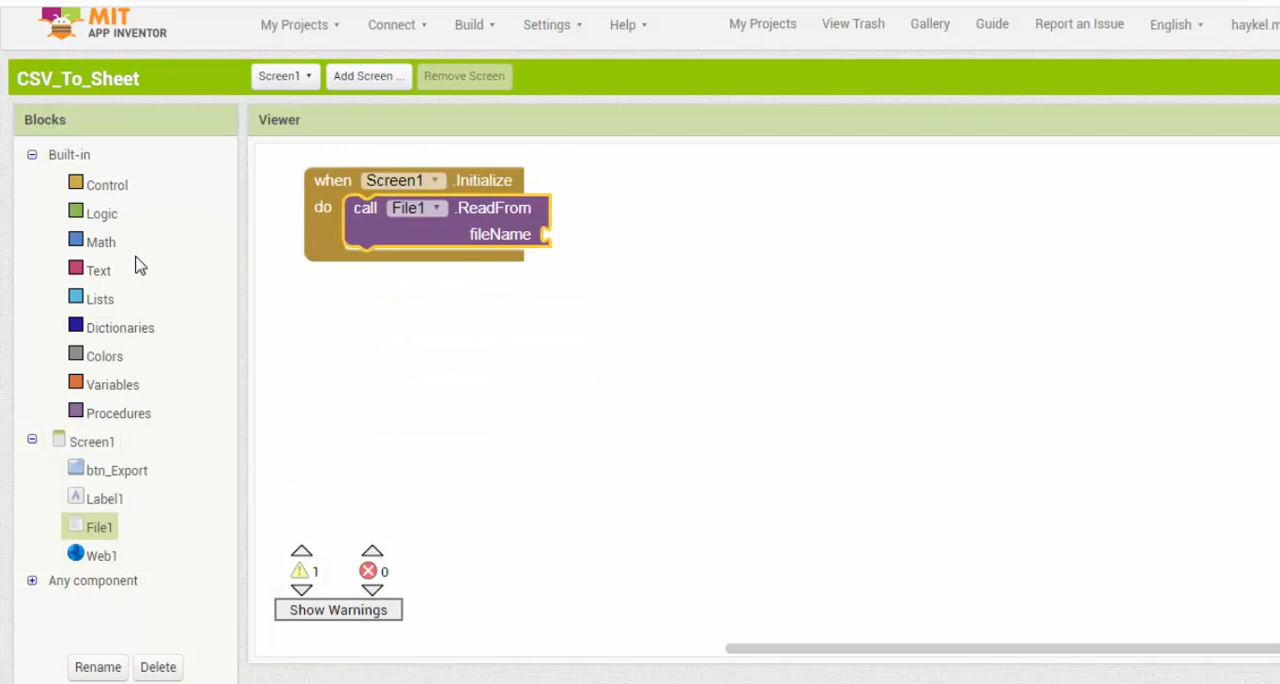 MIT
APP INVENTOR
My Projects Connect Build Settings Help My Projects View Trash Gallery Guide Report an Issue English haykel.m
CSV_To_Sheet Screen1 Add Screen ... Remove Screen
Blocks Viewer
Built-in
Control
Logic
Math
Text
Lists
Dictionaries
Colors
Variables
Procedures
Screen1
btn_Export
Label1
File1
Web1
Any component
Rename Delete
when Screen1 .Initialize
do call File1 .ReadFrom
fileName
1 0
Show Warnings